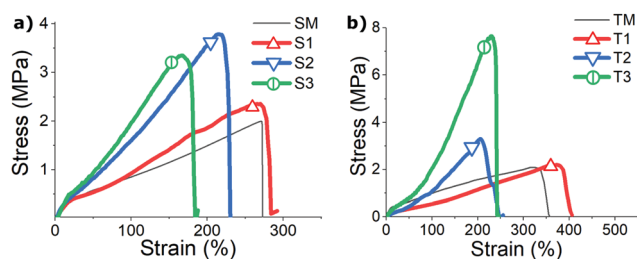 a)
SM
S1
S2
S3
Stress (MPa)
4
3
2
1
0
0
100
200
300
Strain (%)
b)
TM
T1
T2
T3
Stress (MPa)
8
6
4
2
0
0
100
200
300
400
500
Strain (%)